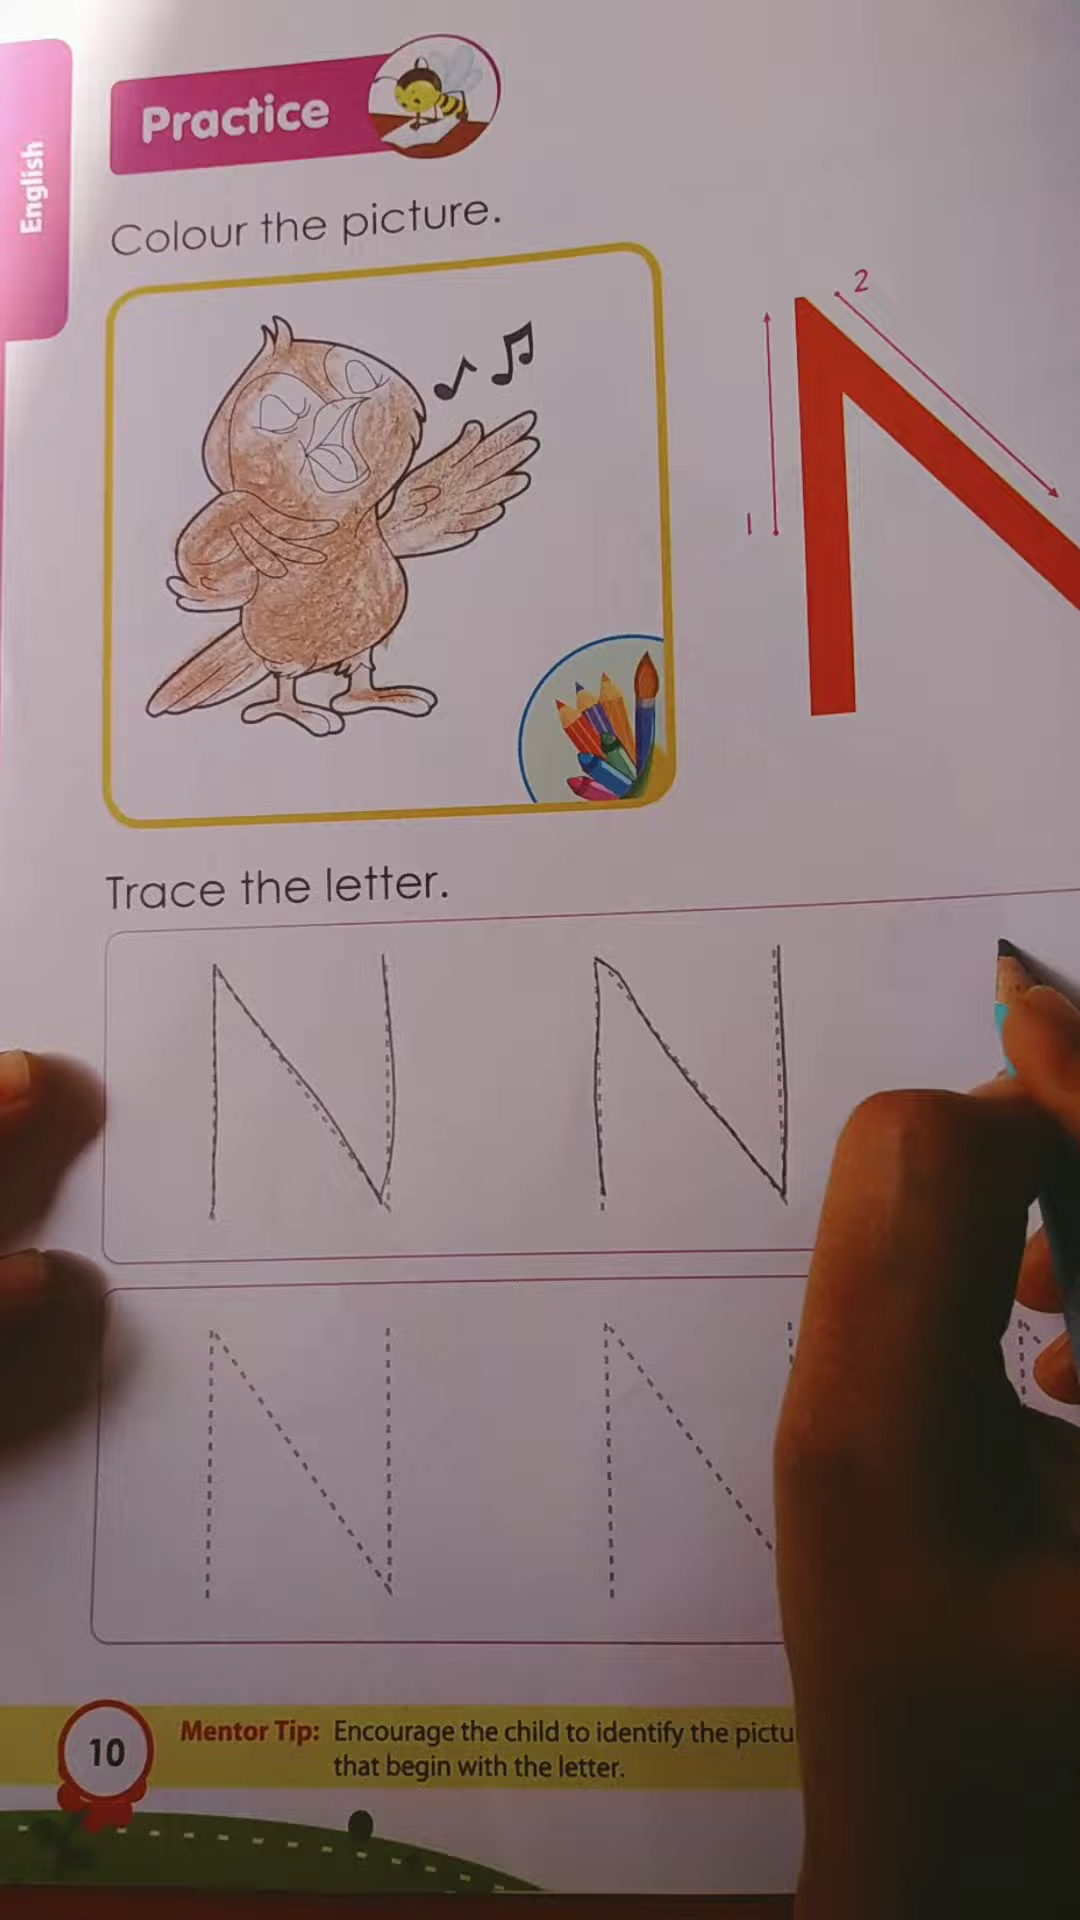 English
Practice
Colour the picture.
2
1
N
Trace the letter.
N N
N N
10
Mentor Tip: Encourage the child to identify the
that begin with the letter.